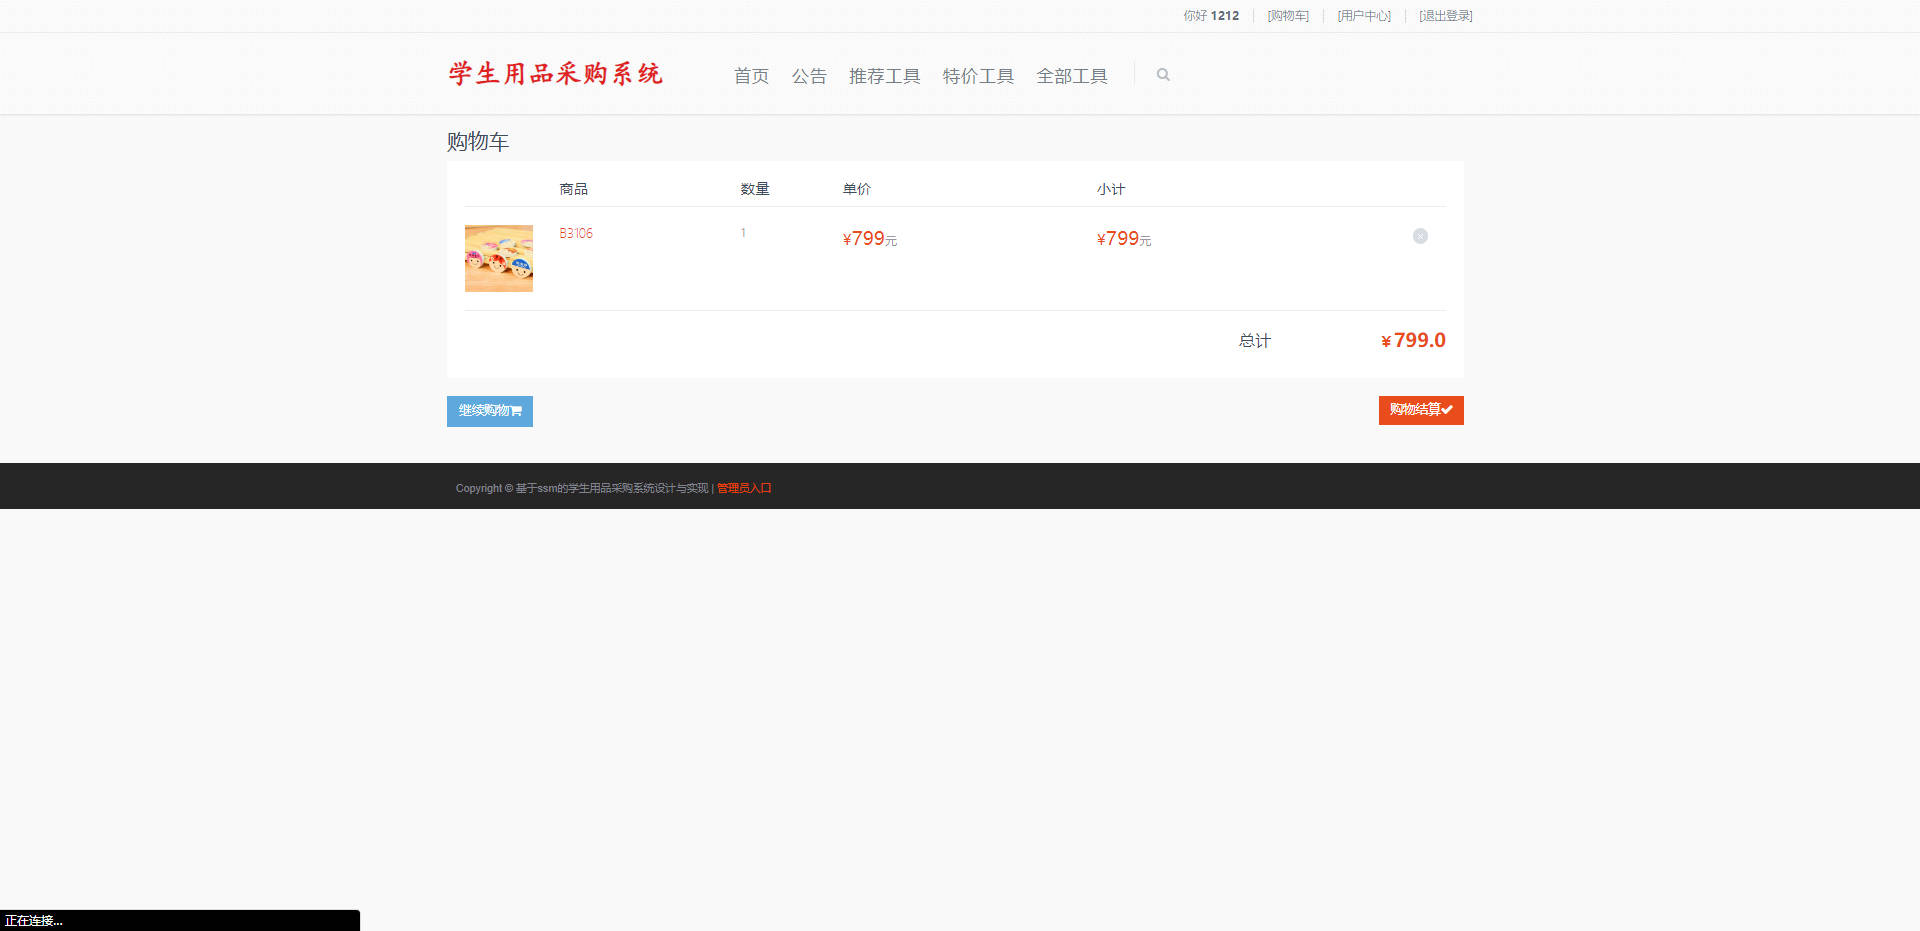 你好 1212 [购物车] [用户中心] [退出登录]
学生用品采购系统 首页 公告 推荐工具 特价工具 全部工具
购物车
商品 数量 单价 小计
B3106 1 ¥799元 ¥799元
总计 ¥799.0
继续购物 购物结算
Copyright © 基于ssm的学生用品采购系统设计与实现 | 管理员入口
正在连接...